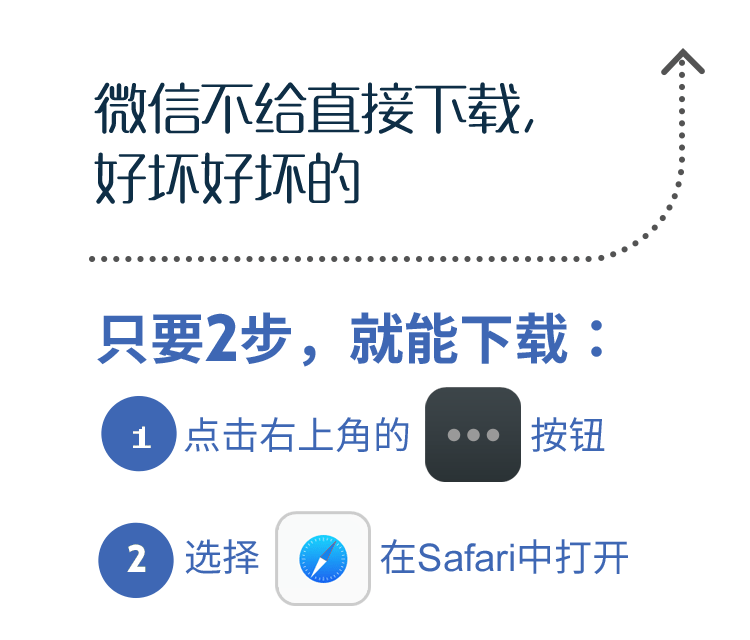 微信不给直接下载,
好坏好坏的
只要2步，就能下载：
1 点击右上角的 ••• 按钮
2 选择 在Safari中打开